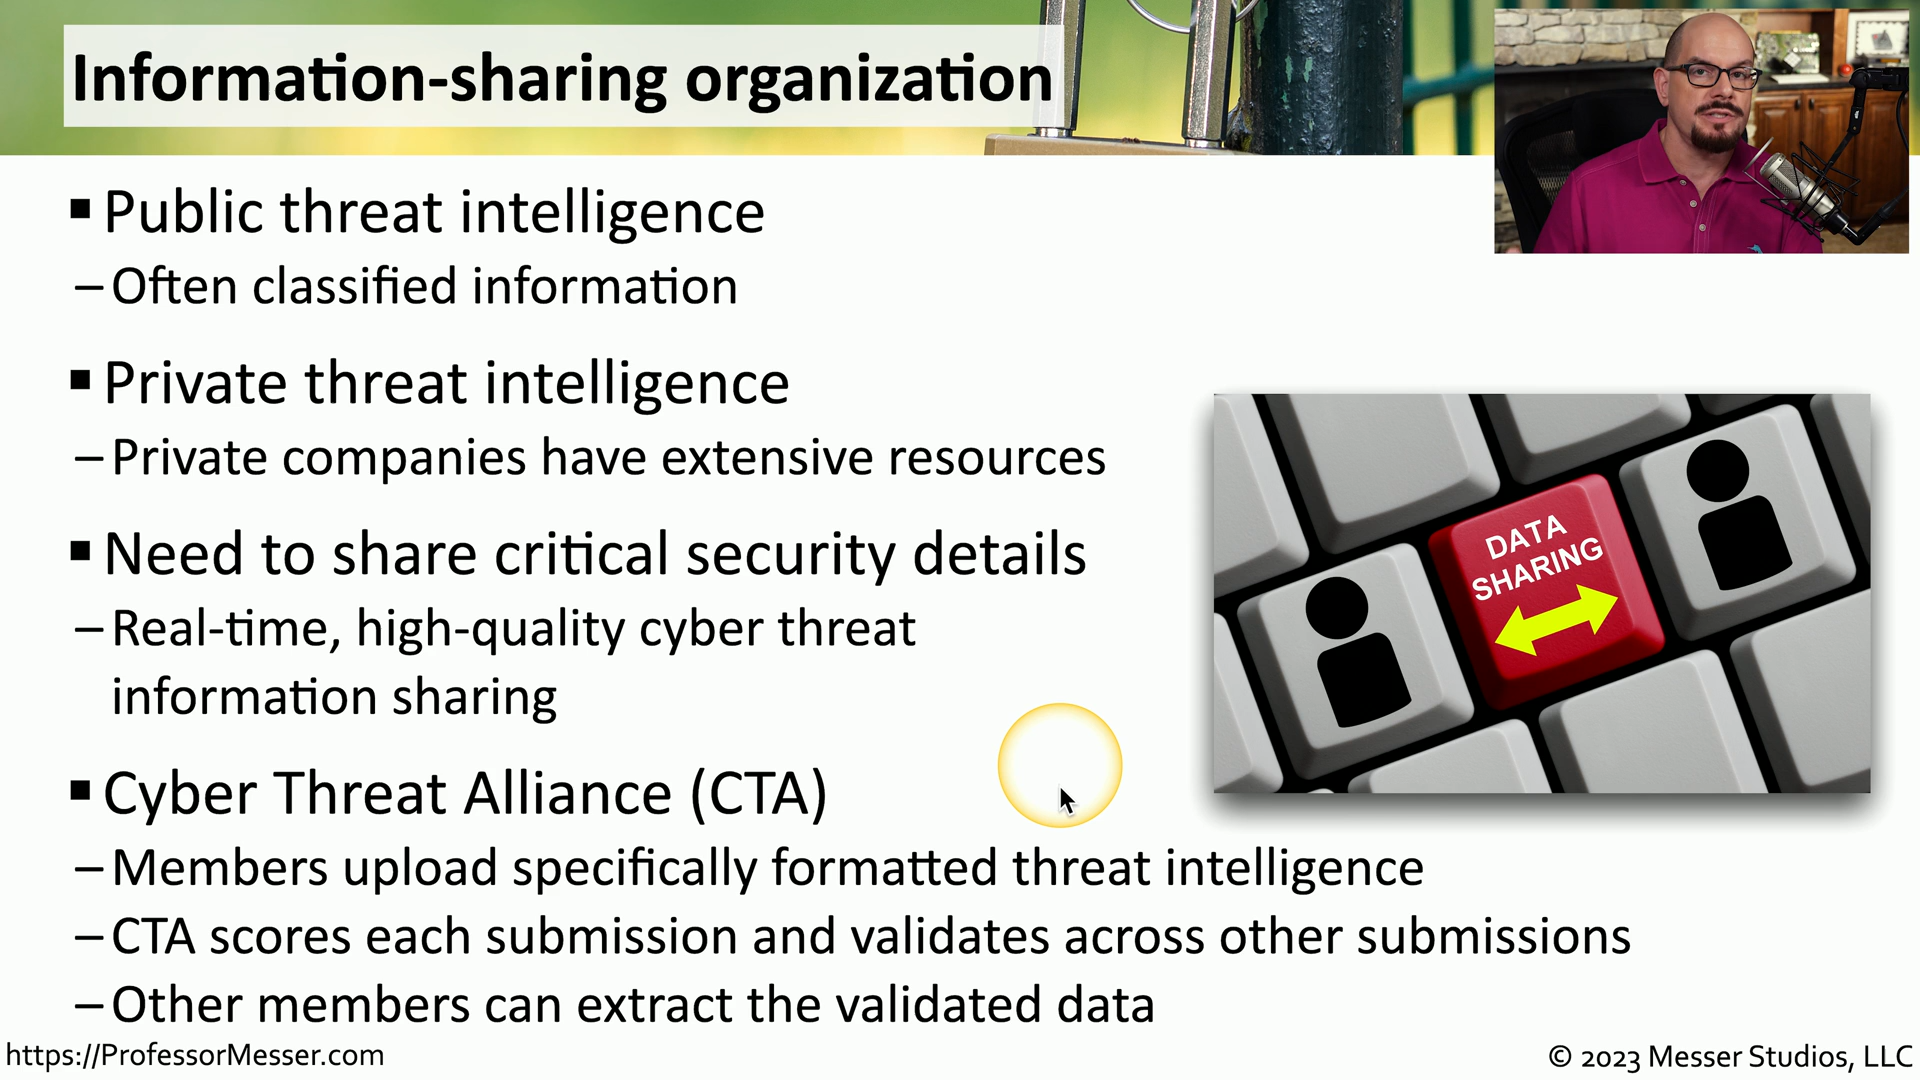 Information-sharing organization
▪ Public threat intelligence
– Often classified information
▪ Private threat intelligence
– Private companies have extensive resources
▪ Need to share critical security details
– Real-time, high-quality cyber threat
information sharing
DATA
SHARING
▪ Cyber Threat Alliance (CTA)
– Members upload specifically formatted threat intelligence
– CTA scores each submission and validates across other submissions
– Other members can extract the validated data
https://ProfessorMesser.com
© 2023 Messer Studios, LLC